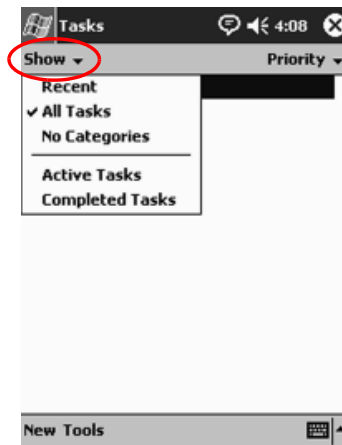 Tasks 4:08
Show Priority
Recent
All Tasks
No Categories
Active Tasks
Completed Tasks
New Tools